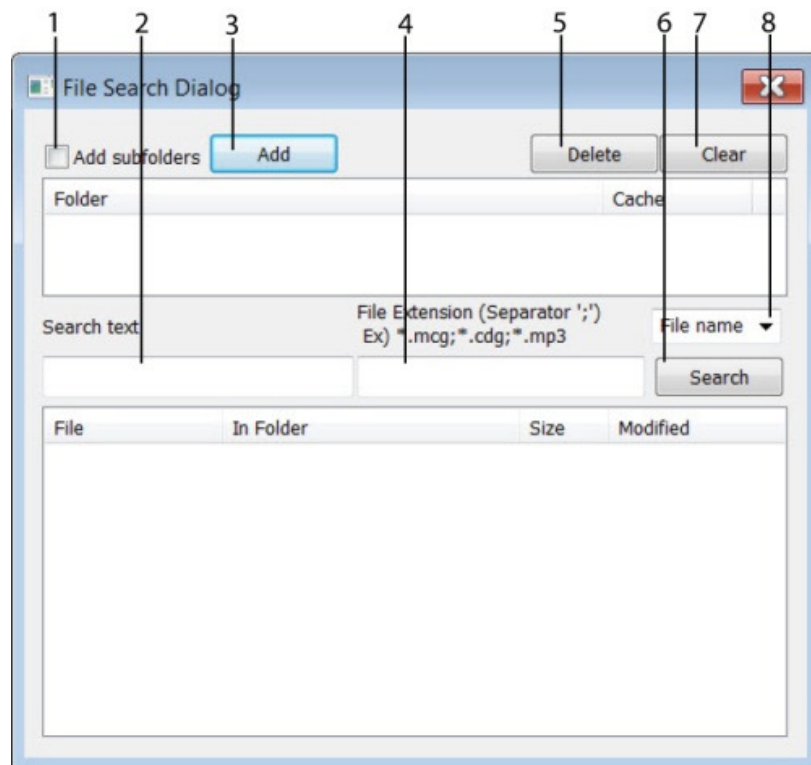 1 2 3 4 5 6 7 8
File Search Dialog
Add subfolders Add Delete Clear
Folder Cache
Search text
File Extension (Separator ';')
Ex) *.mcg;*.cdg;*.mp3
File name
Search
File In Folder Size Modified